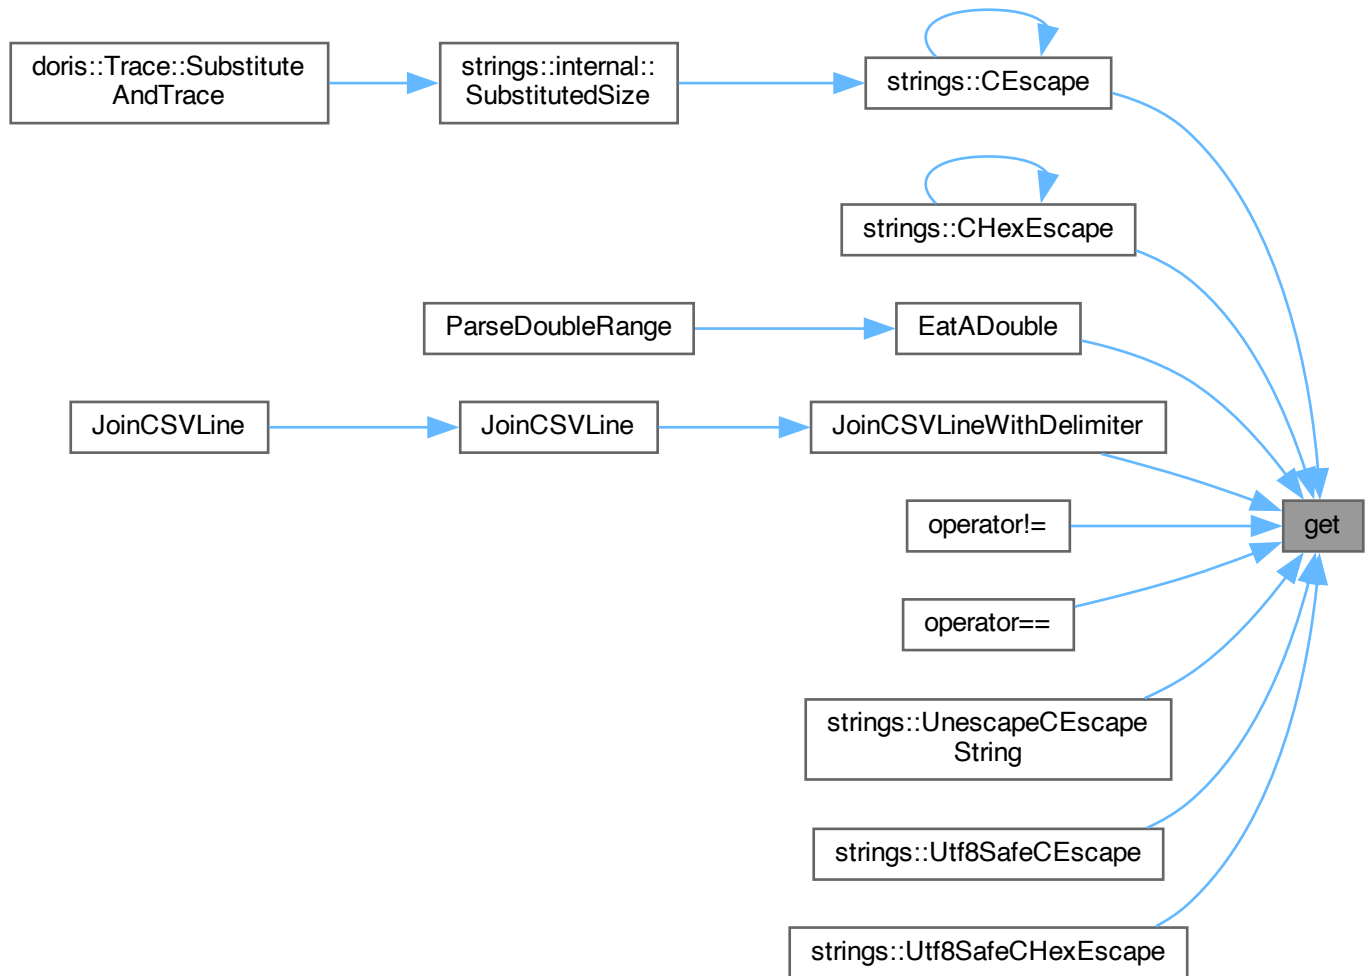 doris::Trace::Substitute
AndTrace
strings::internal::
SubstitutedSize
strings::CEscape
strings::CHexEscape
ParseDoubleRange
EatADouble
JoinCSVLine
JoinCSVLine
JoinCSVLineWithDelimiter
operator!=
get
operator==
strings::UnescapeCEscape
String
strings::Utf8SafeCEscape
strings::Utf8SafeCHexEscape